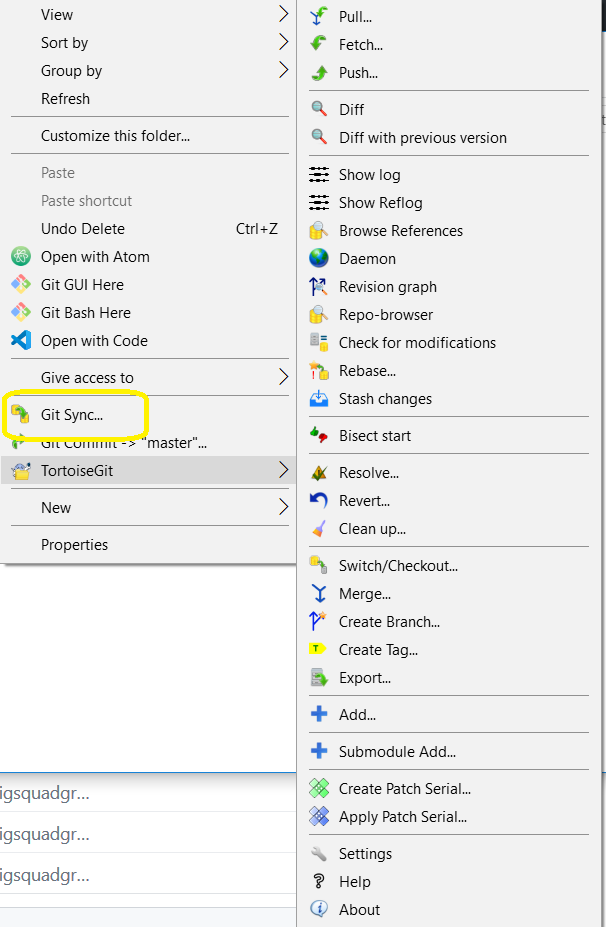 View
Sort by
Group by
Refresh
Customize this folder...
Paste
Paste shortcut
Undo Delete Ctrl+Z
Open with Atom
Git GUI Here
Git Bash Here
Open with Code
Give access to
Git Sync...
Git Commit -> "master"...
TortoiseGit
New
Properties
igsquadgr...
igsquadgr...
igsquadgr...
Pull...
Fetch...
Push...
Diff
Diff with previous version
Show log
Show Reflog
Browse References
Daemon
Revision graph
Repo-browser
Check for modifications
Rebase...
Stash changes
Bisect start
Resolve...
Revert...
Clean up...
Switch/Checkout...
Merge...
Create Branch...
Create Tag...
Export...
Add...
Submodule Add...
Create Patch Serial...
Apply Patch Serial...
Settings
Help
About